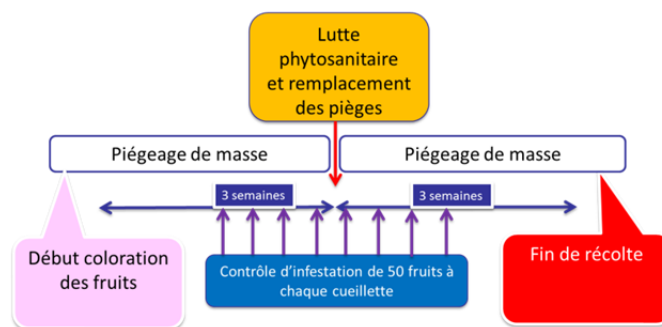 Lutte
phytosanitaire
et remplacement
des pièges
Piégeage de masse
Piégeage de masse
3 semaines
3 semaines
Début coloration
des fruits
Contrôle d'infestation de 50 fruits à
chaque cueillette
Fin de récolte